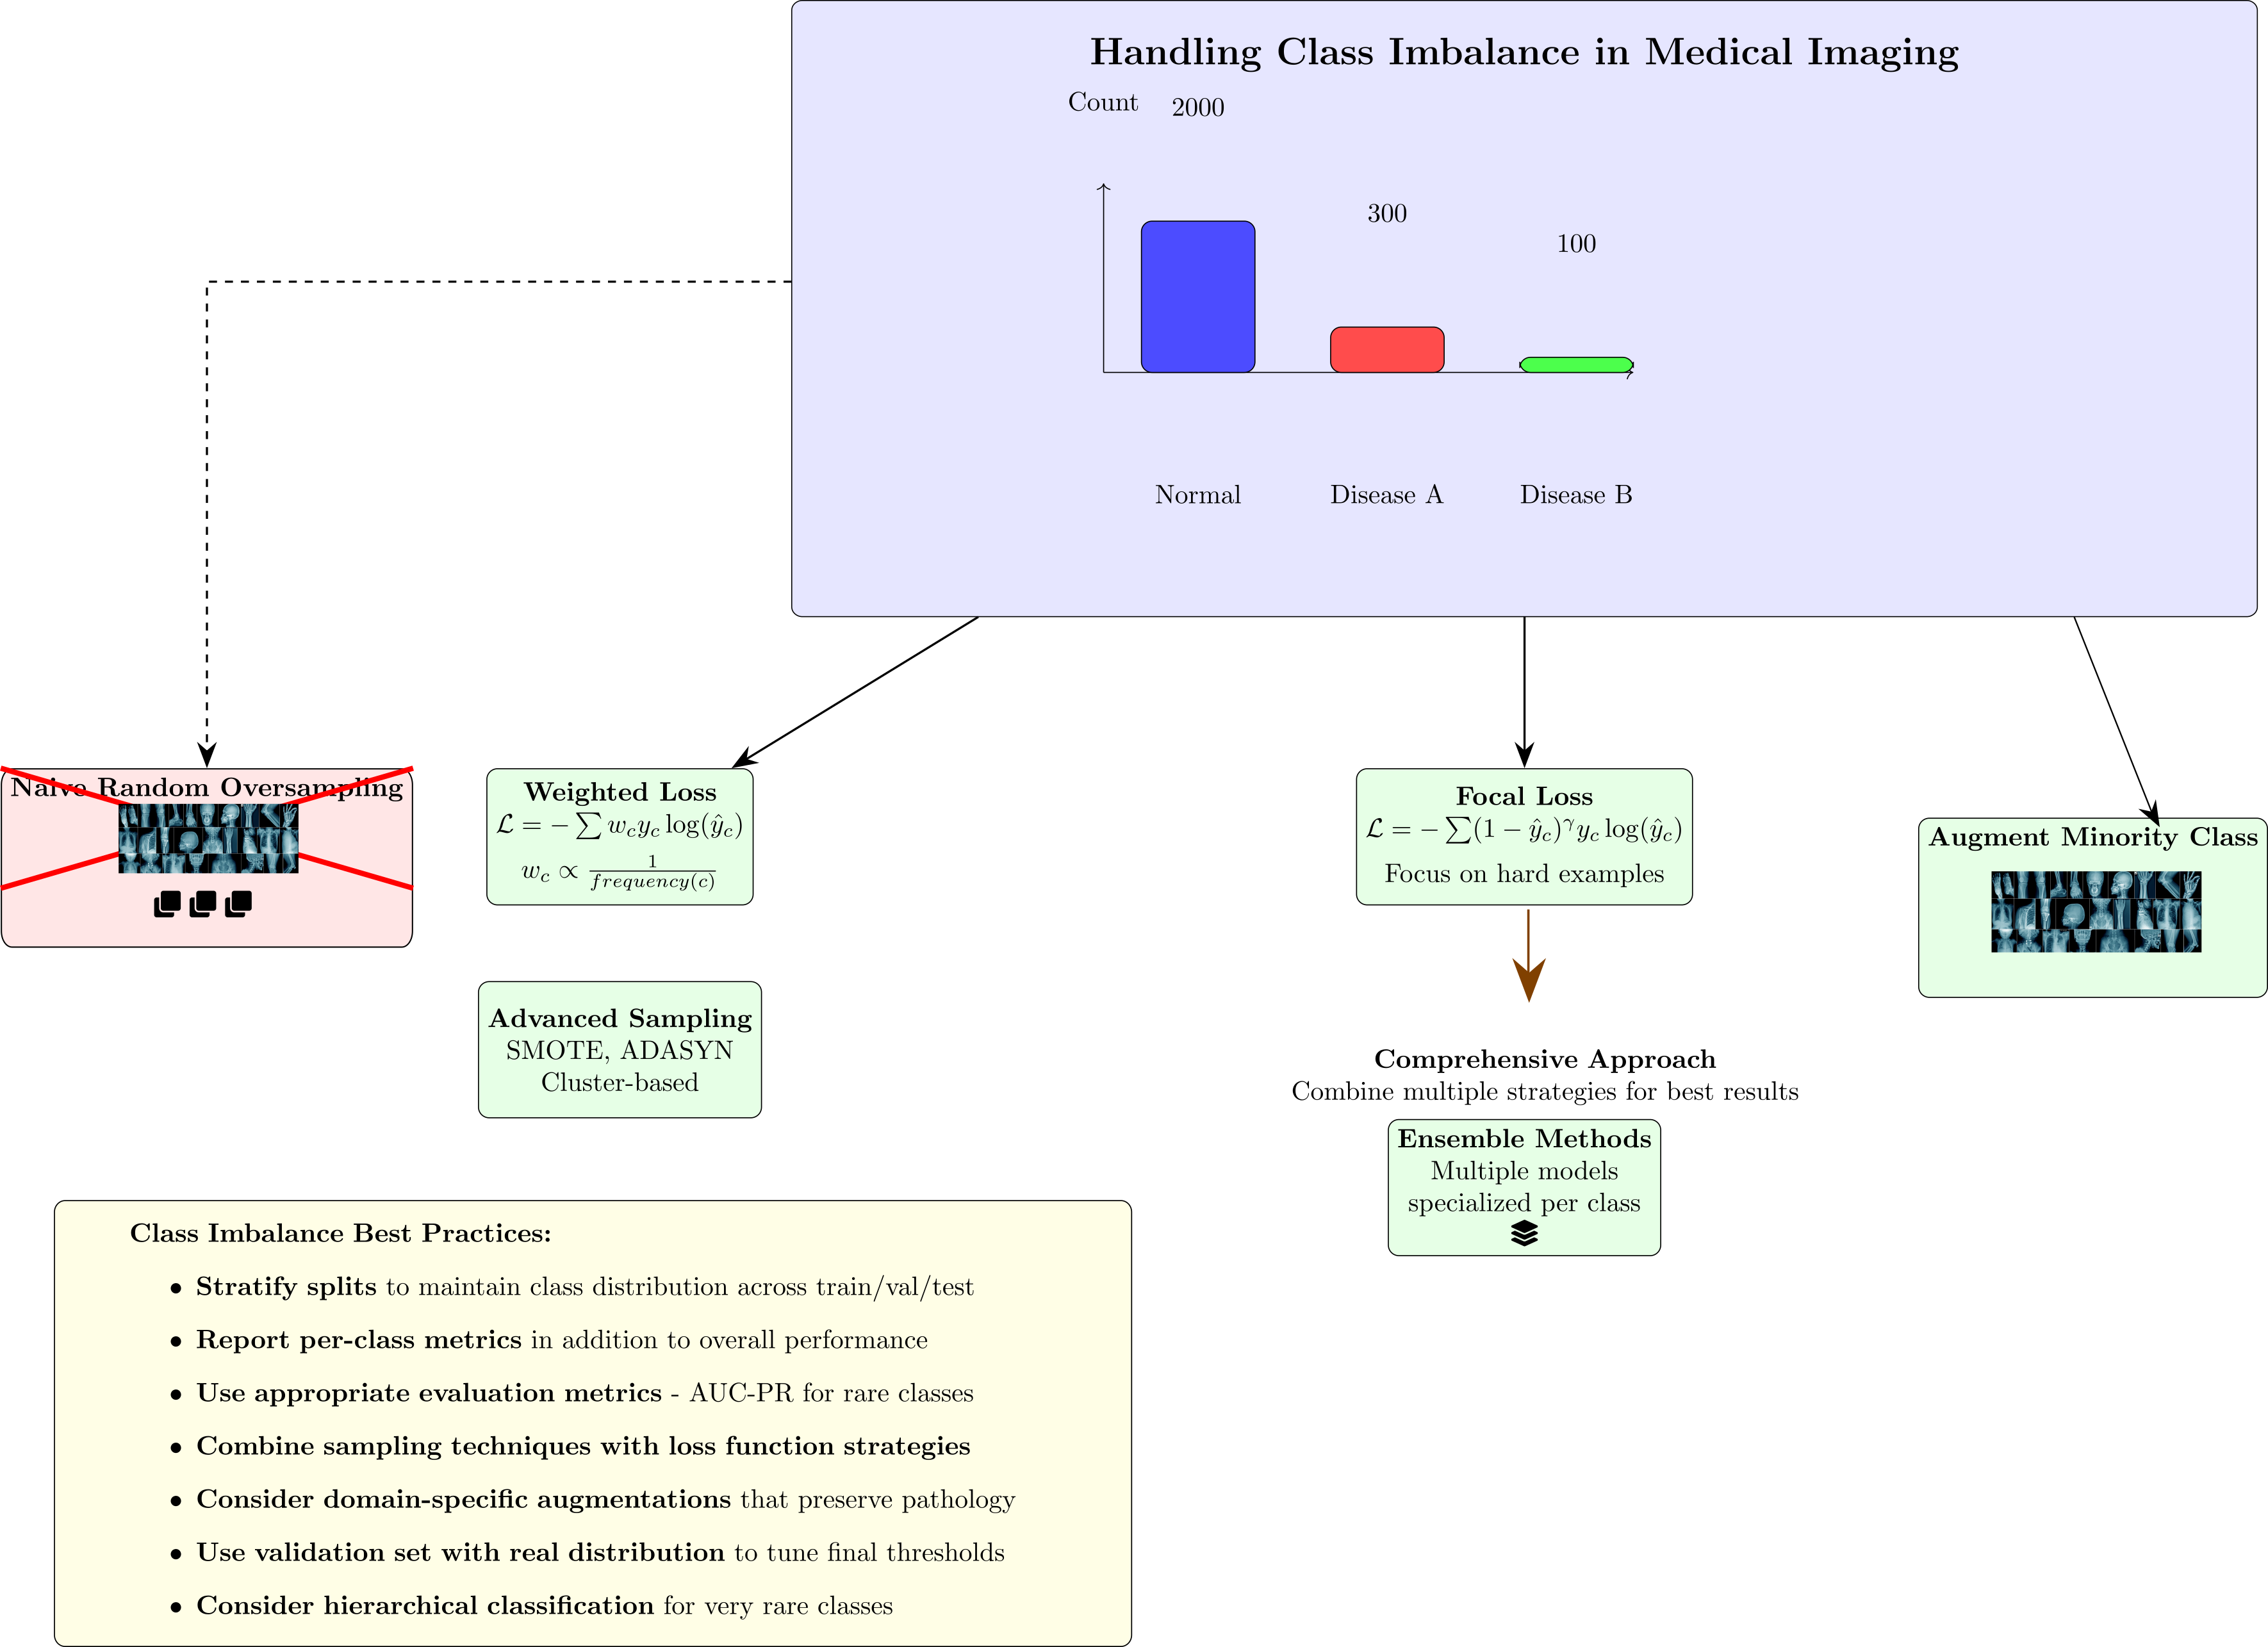 Handling Class Imbalance in Medical Imaging
Count
2000
300
100
Normal
Disease A
Disease B
Naive Random Oversampling
Weighted Loss
$\mathcal{L} = -\sum w_c y_c \log(\hat{y}_c)$
$w_c \propto \frac{1}{frequency(c)}$
Focal Loss
$\mathcal{L} = -\sum (1 - \hat{y}_c)^\gamma y_c \log(\hat{y}_c)$
Focus on hard examples
Augment Minority Class
Advanced Sampling
SMOTE, ADASYN
Cluster-based
Comprehensive Approach
Combine multiple strategies for best results
Ensemble Methods
Multiple models
specialized per class
Class Imbalance Best Practices:
• Stratify splits to maintain class distribution across train/val/test
• Report per-class metrics in addition to overall performance
• Use appropriate evaluation metrics - AUC-PR for rare classes
• Combine sampling techniques with loss function strategies
• Consider domain-specific augmentations that preserve pathology
• Use validation set with real distribution to tune final thresholds
• Consider hierarchical classification for very rare classes